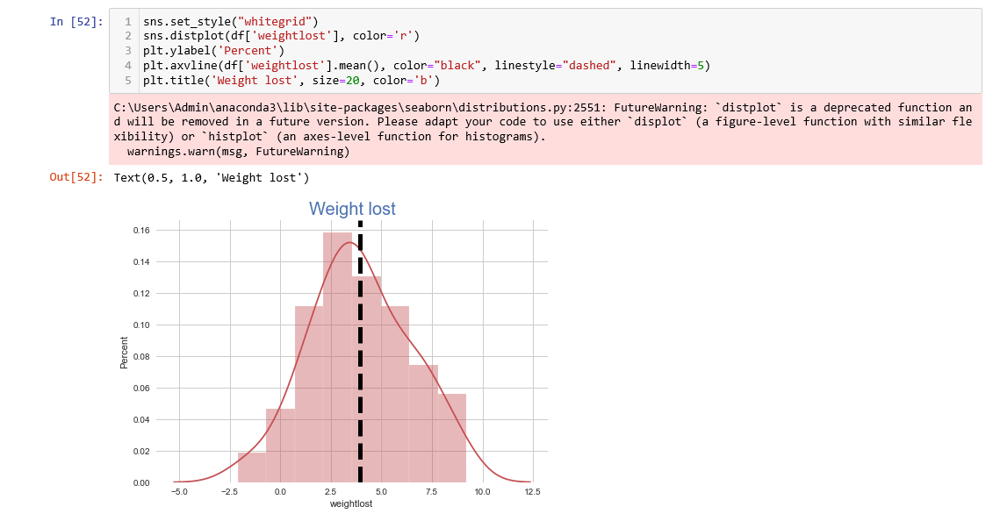 In [52]:
1 sns.set_style("whitegrid")
2 sns.distplot(df['weightlost'], color='r')
3 plt.ylabel('Percent')
4 plt.axvline(df['weightlost'].mean(), color="black", linestyle="dashed", linewidth=5)
5 plt.title('Weight lost', size=20, color='b')
C:\Users\Admin\anaconda3\lib\site-packages\seaborn\distributions.py:2551: FutureWarning: `distplot` is a deprecated function an
d will be removed in a future version. Please adapt your code to use either `displot` (a figure-level function with similar fle
xibility) or `histplot` (an axes-level function for histograms).
  warnings.warn(msg, FutureWarning)
Out[52]: Text(0.5, 1.0, 'Weight lost')
Weight lost
0.16
0.14
0.12
0.10
0.08
0.06
0.04
0.02
0.00
Percent
−5.0 −2.5 0.0 2.5 5.0 7.5 10.0 12.5
weightlost